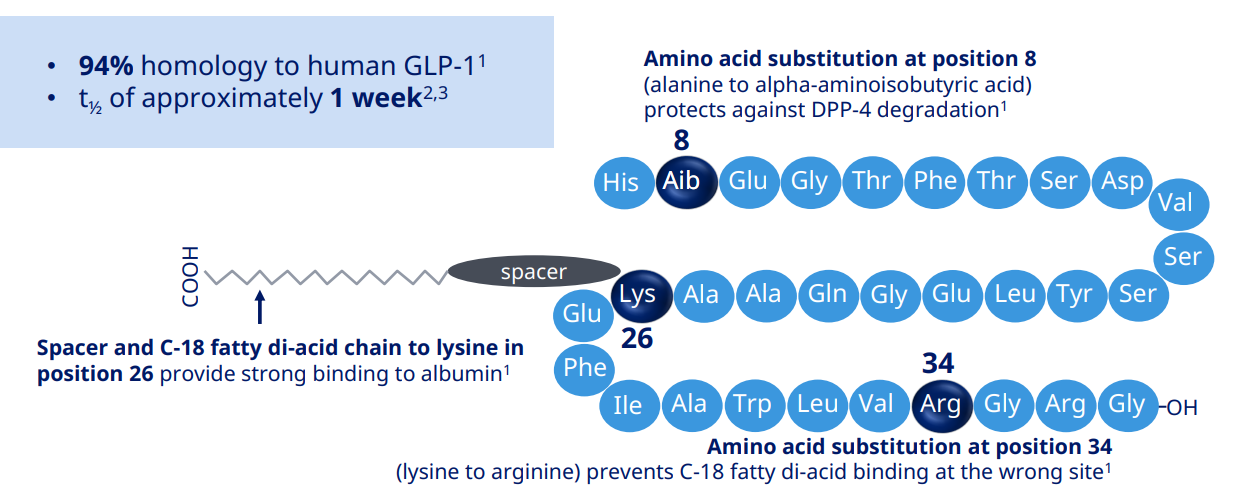 • 94% homology to human GLP-1¹
• t½ of approximately 1 week²,³
Amino acid substitution at position 8
(alanine to alpha-aminoisobutyric acid)
protects against DPP-4 degradation¹
8
His Aib Glu Gly Thr Phe Thr Ser Asp
Val
Ser
COOH
spacer
Lys Ala Ala Gln Gly Glu Leu Tyr Ser
26
Glu
Phe
Spacer and C-18 fatty di-acid chain to lysine in
position 26 provide strong binding to albumin¹
34
Ile Ala Trp Leu Val Arg Gly Arg Gly -OH
Amino acid substitution at position 34
(lysine to arginine) prevents C-18 fatty di-acid binding at the wrong site¹